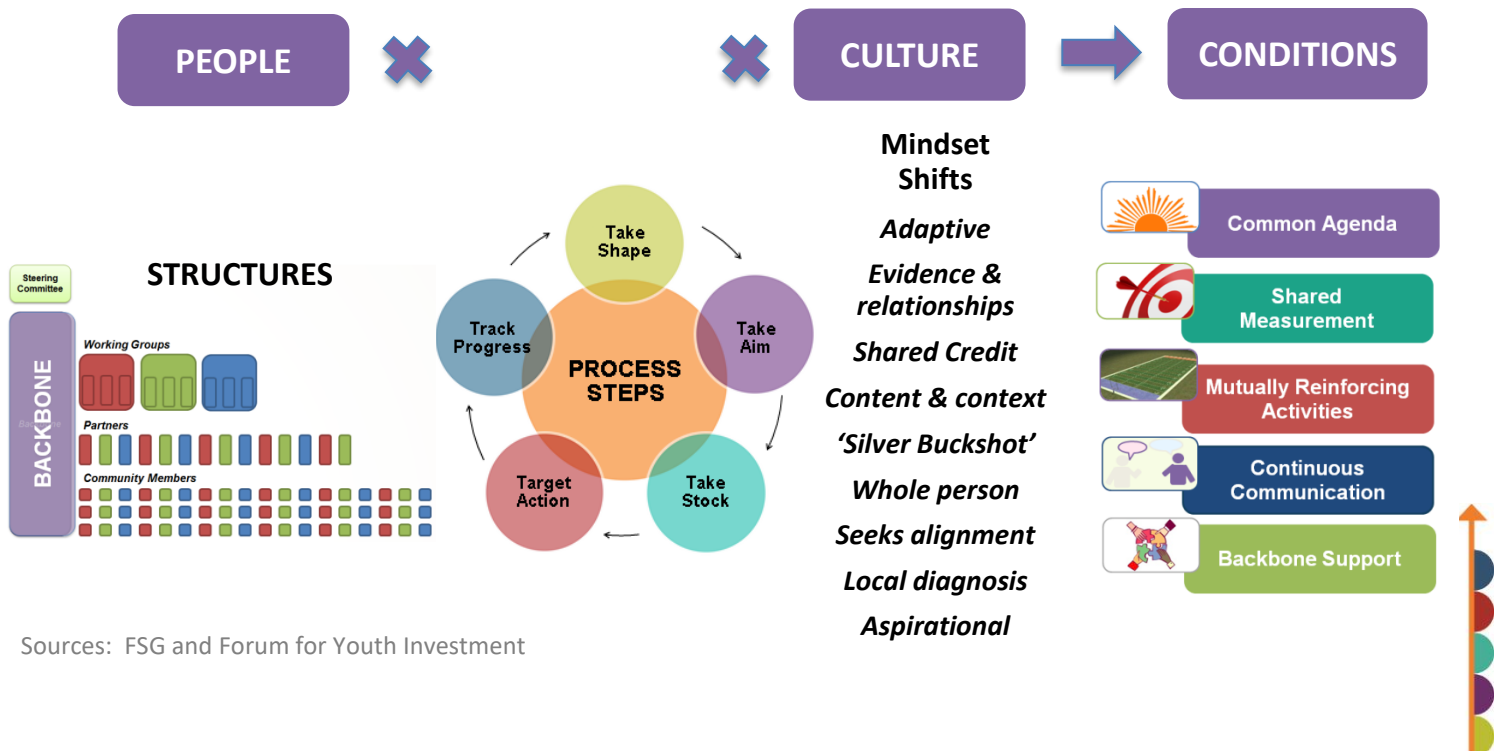 PEOPLE
CULTURE
CONDITIONS
STRUCTURES
Steering
Committee
BACKBONE
Working Groups
Partners
Community Members
PROCESS
STEPS
Take
Shape
Take
Aim
Take
Stock
Target
Action
Track
Progress
Mindset
Shifts
Adaptive
Evidence &
relationships
Shared Credit
Content & context
‘Silver Buckshot’
Whole person
Seeks alignment
Local diagnosis
Aspirational
Common Agenda
Shared
Measurement
Mutually Reinforcing
Activities
Continuous
Communication
Backbone Support
Sources: FSG and Forum for Youth Investment